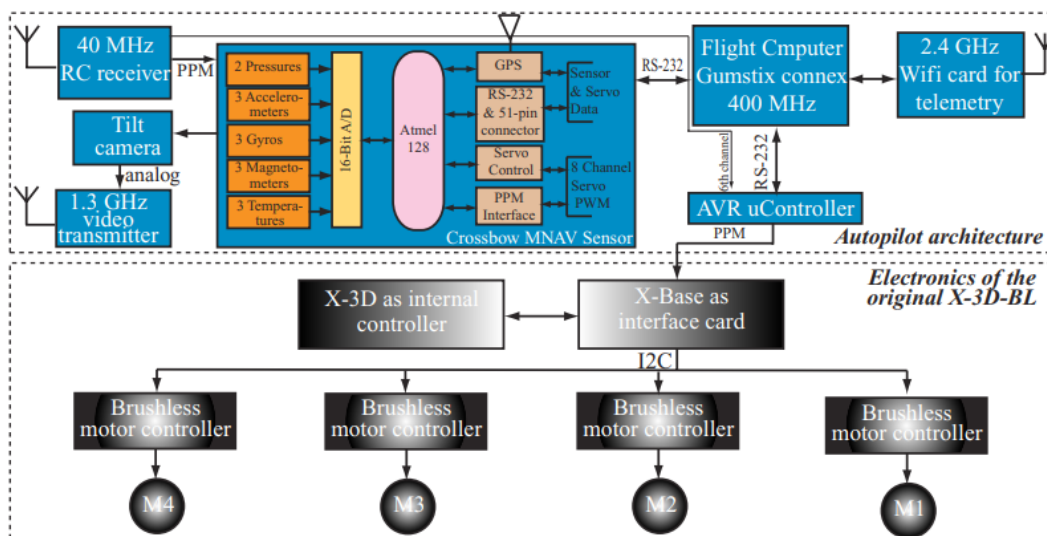 40 MHz
RC receiver
PPM
Tilt
camera
analog
1.3 GHz
video
transmitter
2 Pressures
3 Accelero-
meters
3 Gyros
3 Magneto-
meters
3 Tempera-
tures
16-Bit A/D
Atmel
128
GPS
RS-232
& 51-pin
connector
Servo
Control
PPM
Interface
Sensor
& Servo
Data
8 Channel
Servo
PWM
Crossbow MNAV Sensor
RS-232
Flight Cmputer
Gumstix connex
400 MHz
2.4 GHz
Wifi card for
telemetry
6th channel
RS-232
AVR uController
PPM
Autopilot architecture
Electronics of the
original X-3D-BL
X-3D as internal
controller
X-Base as
interface card
I2C
Brushless
motor controller
Brushless
motor controller
Brushless
motor controller
Brushless
motor controller
M4
M3
M2
M1